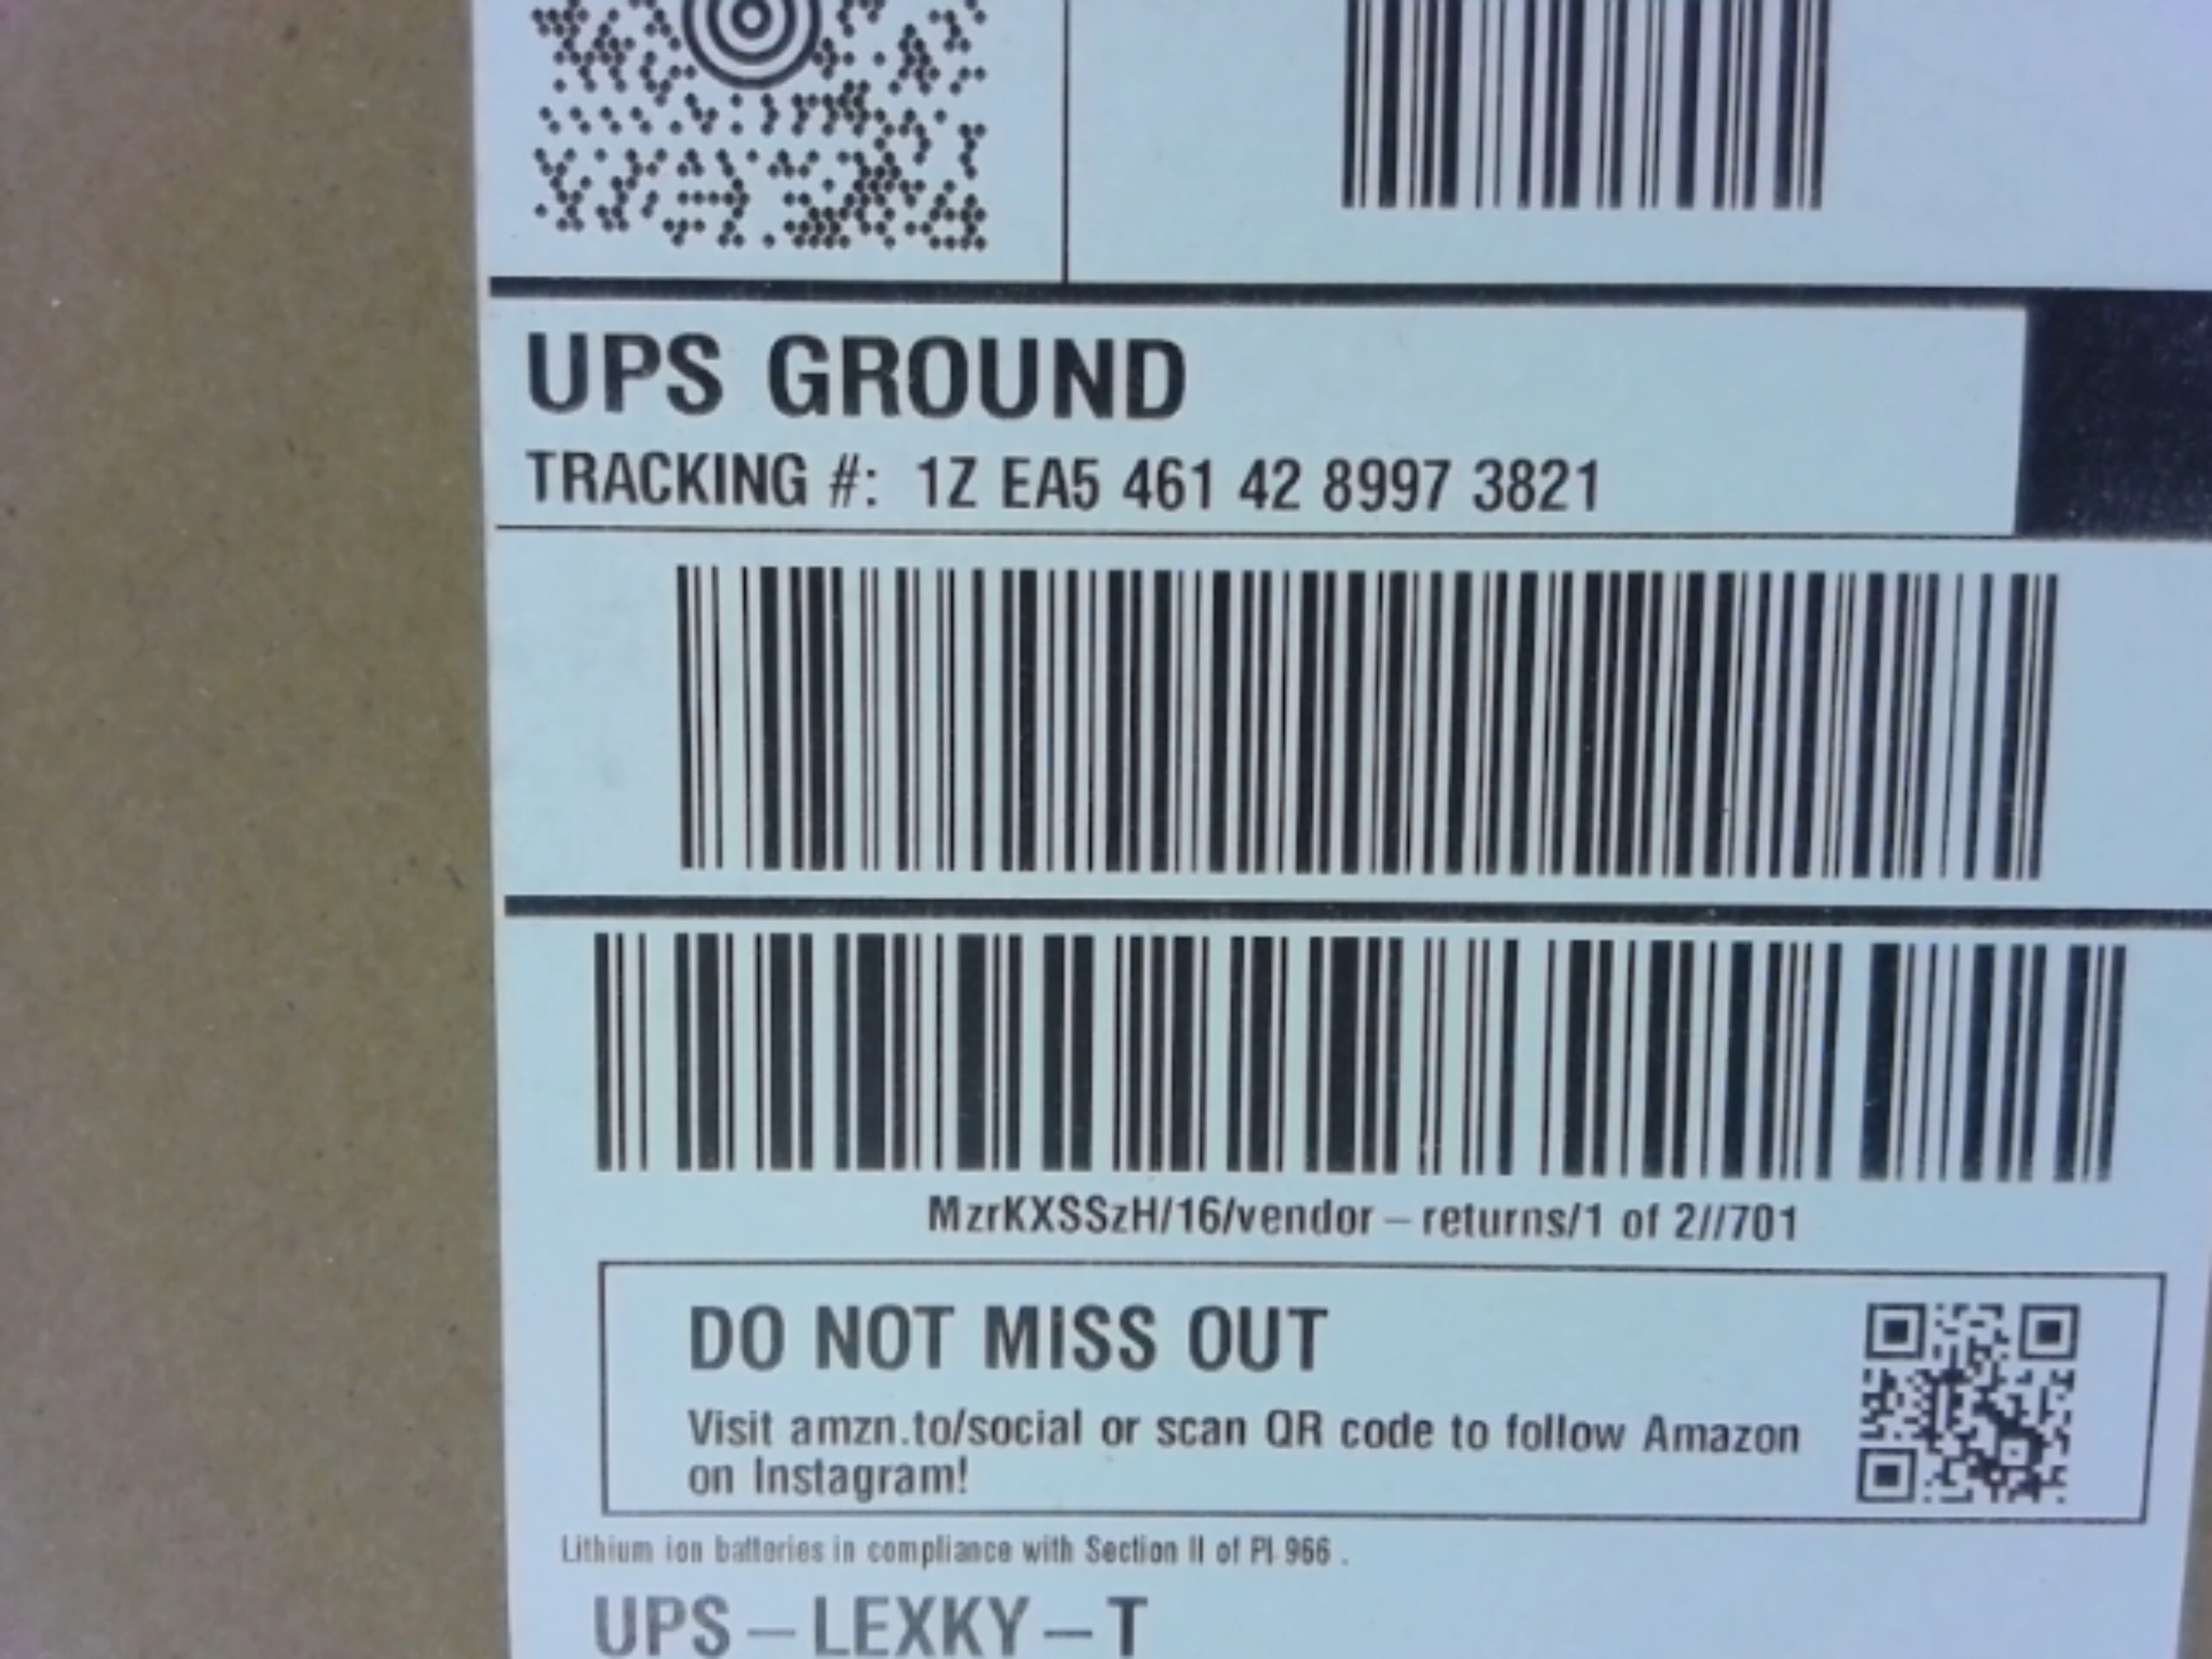 UPS GROUND
TRACKING #: 1Z EA5 461 42 8997 3821
MzrKXSSzH/16/vendor – returns/1 of 2//701
DO NOT MISS OUT
Visit amzn.to/social or scan QR code to follow Amazon
on Instagram!
Lithium ion batteries in compliance with Section II of PI 966 .
UPS – LEXKY – T